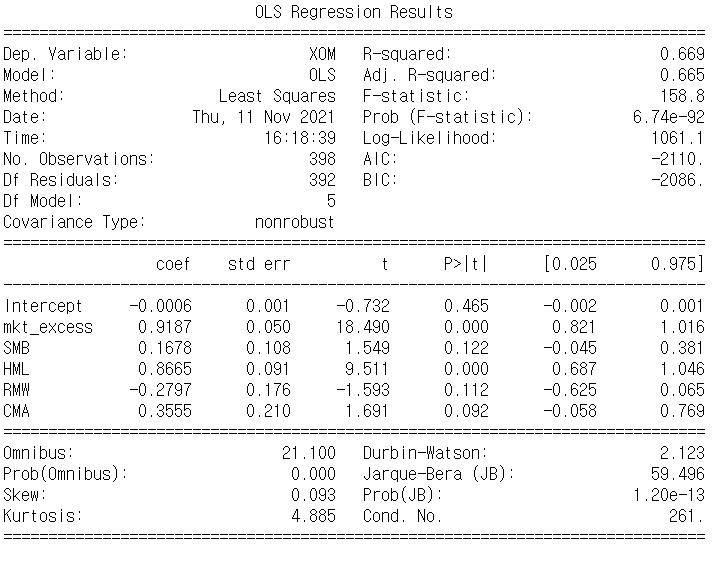 OLS Regression Results
==============================================================================
Dep. Variable: XOM R-squared: 0.669
Model: OLS Adj. R-squared: 0.665
Method: Least Squares F-statistic: 158.8
Date: Thu, 11 Nov 2021 Prob (F-statistic): 6.74e-92
Time: 16:18:39 Log-Likelihood: 1061.1
No. Observations: 398 AIC: -2110.
Df Residuals: 392 BIC: -2086.
Df Model: 5
Covariance Type: nonrobust
==============================================================================
coef std err t P>|t| [0.025 0.975]
------------------------------------------------------------------------------
Intercept -0.0006 0.001 -0.732 0.465 -0.002 0.001
mkt_excess 0.9187 0.050 18.490 0.000 0.821 1.016
SMB 0.1678 0.108 1.549 0.122 -0.045 0.381
HML 0.8665 0.091 9.511 0.000 0.687 1.046
RMW -0.2797 0.176 -1.593 0.112 -0.625 0.065
CMA 0.3555 0.210 1.691 0.092 -0.058 0.769
==============================================================================
Omnibus: 21.100 Durbin-Watson: 2.123
Prob(Omnibus): 0.000 Jarque-Bera (JB): 59.496
Skew: 0.093 Prob(JB): 1.20e-13
Kurtosis: 4.885 Cond. No. 261.
==============================================================================